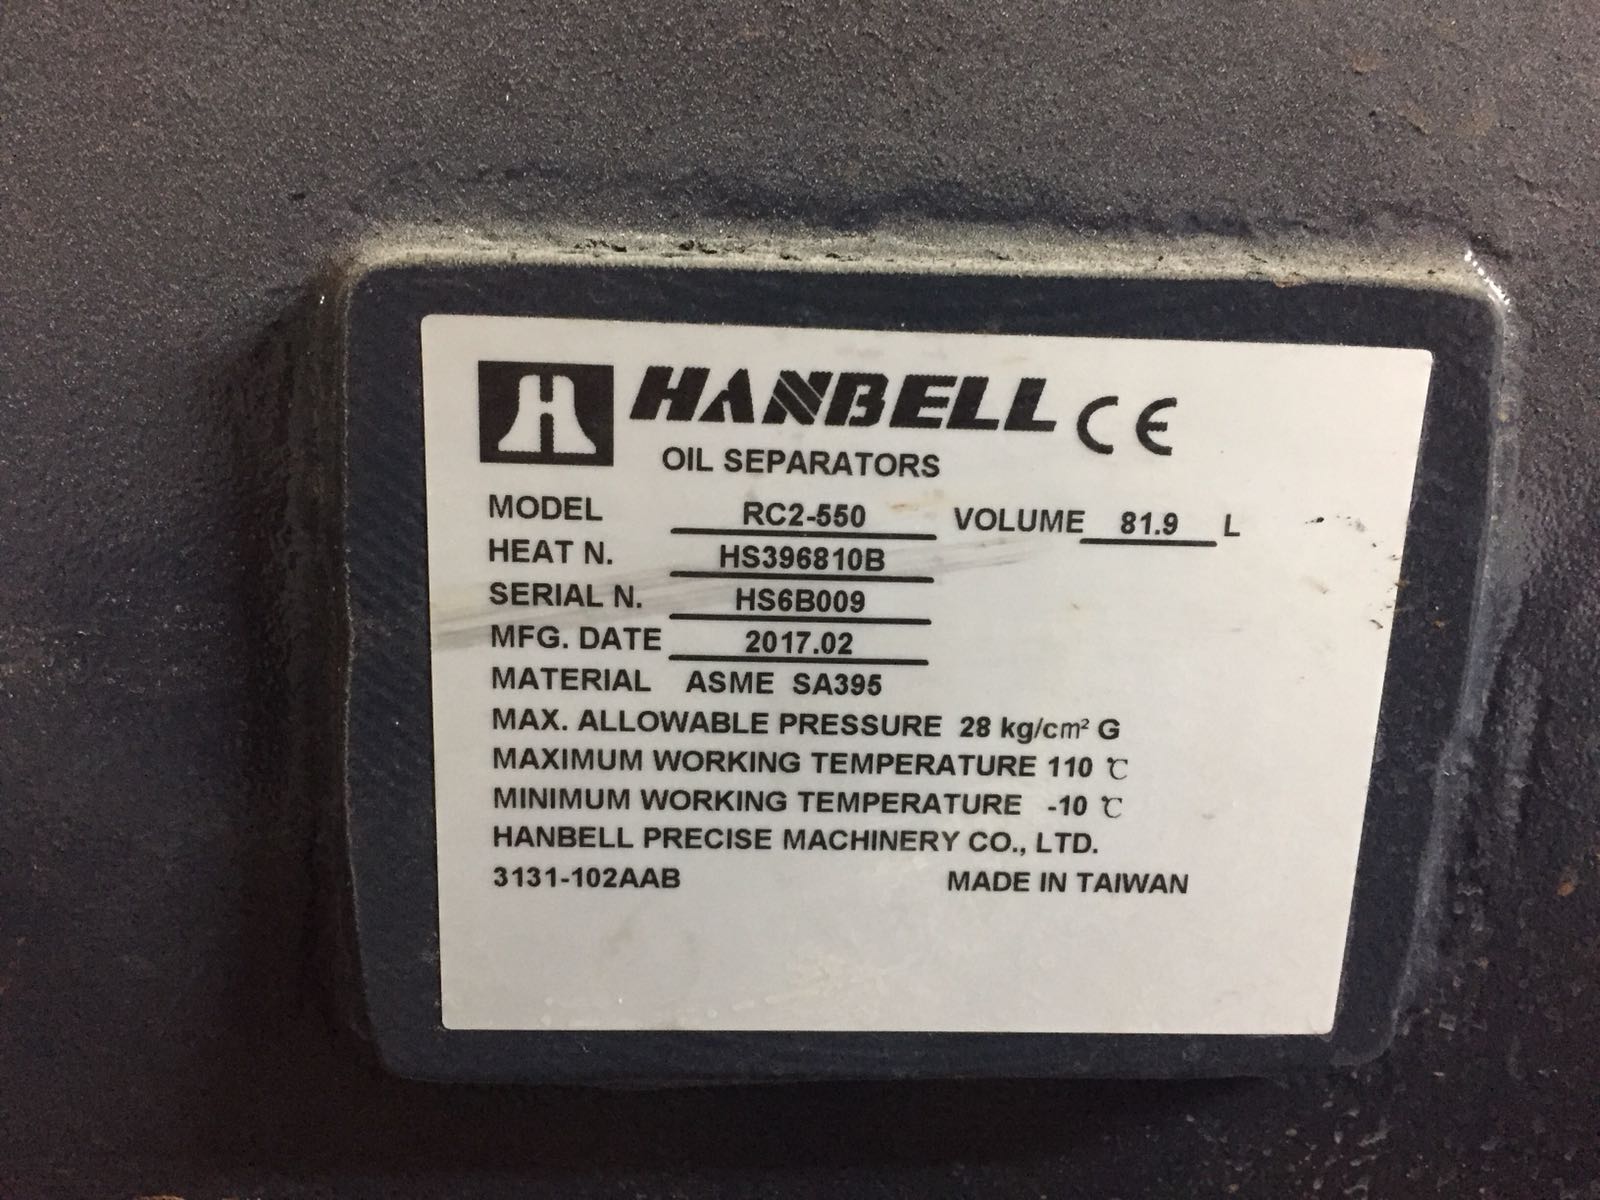 HANBELL CE
OIL SEPARATORS
MODEL RC2-550 VOLUME 81.9 L
HEAT N. HS396810B
SERIAL N. HS6B009
MFG. DATE 2017.02
MATERIAL ASME SA395
MAX. ALLOWABLE PRESSURE 28 kg/cm² G
MAXIMUM WORKING TEMPERATURE 110 ℃
MINIMUM WORKING TEMPERATURE -10 ℃
HANBELL PRECISE MACHINERY CO., LTD.
3131-102AAB MADE IN TAIWAN